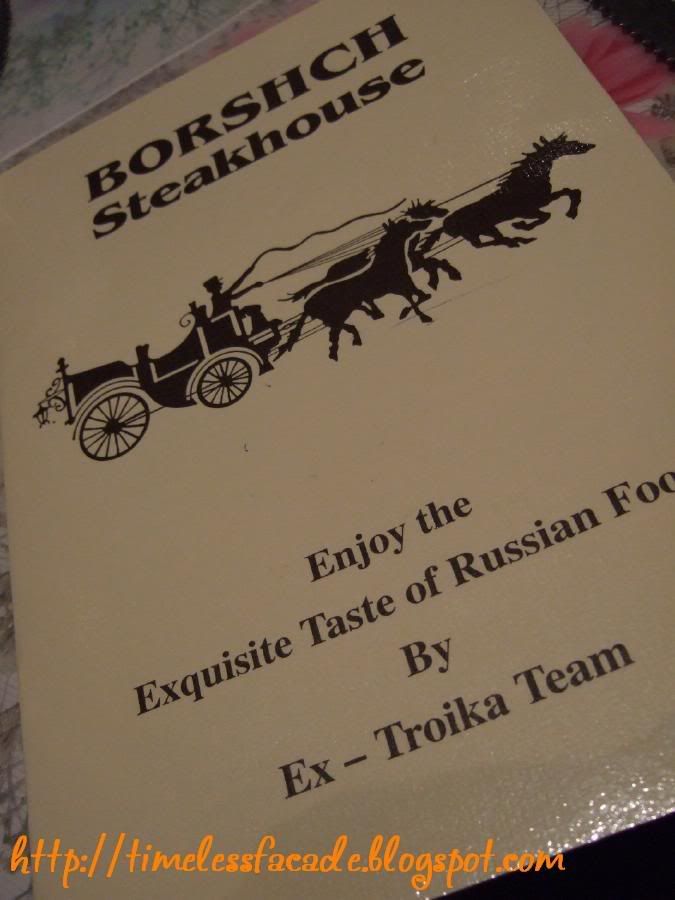 BORSHCH
Steakhouse
Enjoy the
Exquisite Taste of Russian Foo
By
Ex – Troika Team
http://timelessfacade.blogspot.com